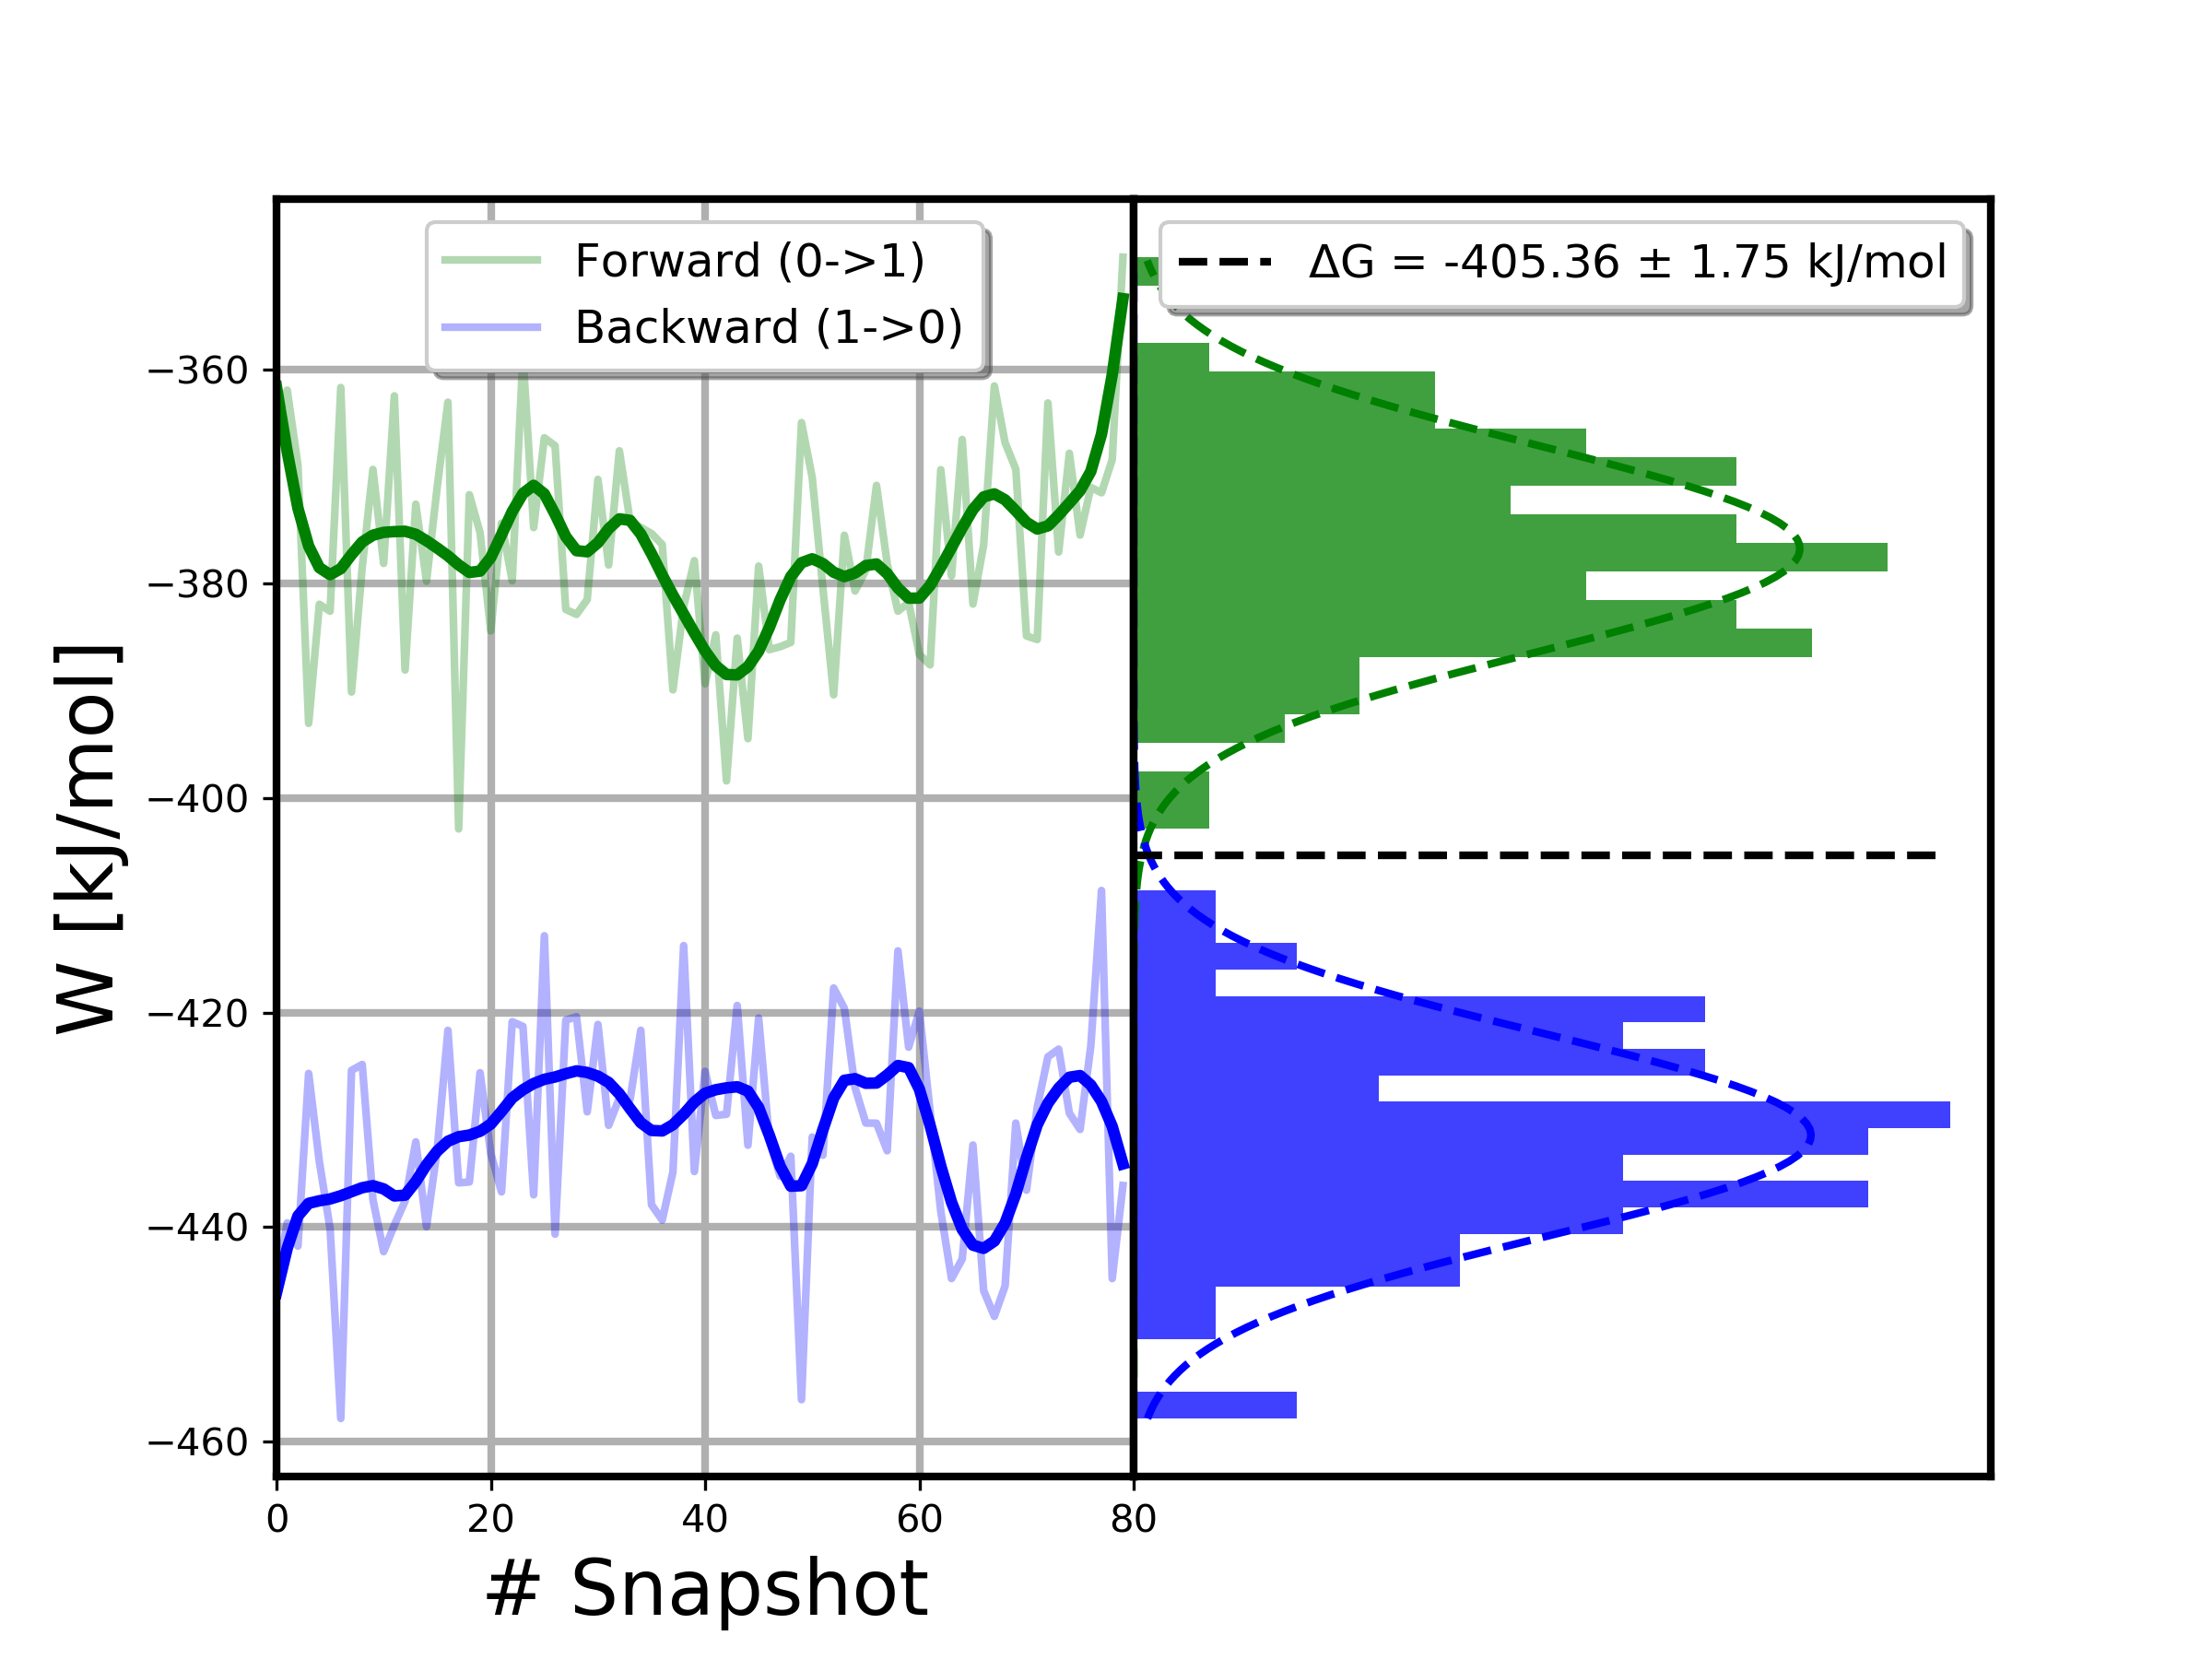 Forward (0->1)
Backward (1->0)
ΔG = -405.36 ± 1.75 kJ/mol
W [kJ/mol]
−360
−380
−400
−420
−440
−460
0 20 40 60 80
# Snapshot